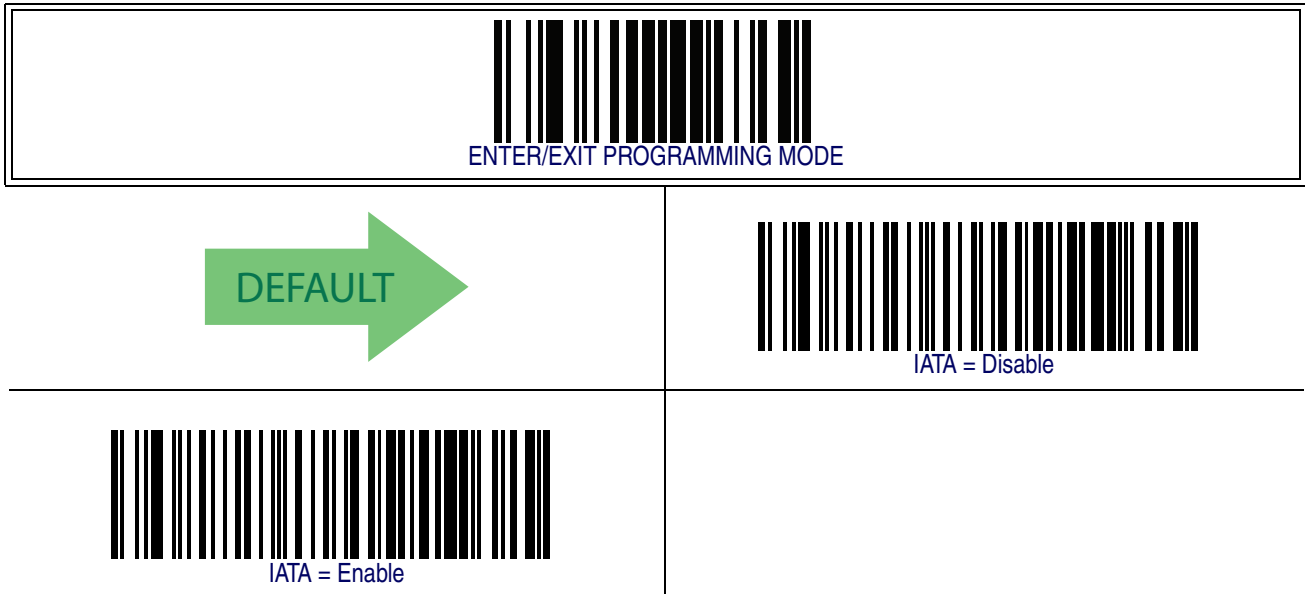 ENTER/EXIT PROGRAMMING MODE
DEFAULT
IATA = Disable
IATA = Enable